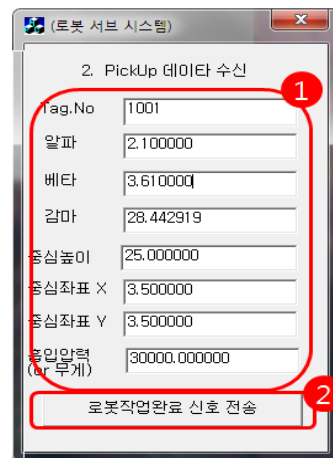 (로봇 서브 시스템)
2. PickUp 데이타 수신
1
Tag.No 1001
알파 2.100000
베타 3.610000
감마 28.442919
중심높이 25.000000
중심좌표 X 3.500000
중심좌표 Y 3.500000
흡입압력 30000.000000
(or 무게)
2
로봇작업완료 신호 전송